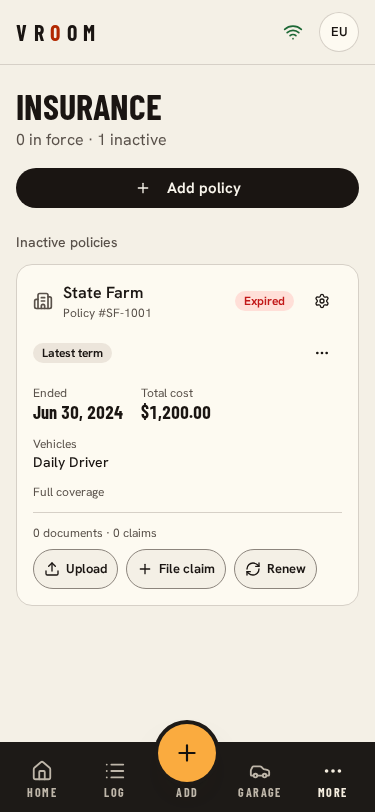 VROOM
EU
INSURANCE
0 in force · 1 inactive
Add policy
Inactive policies
State Farm
Expired
Policy #SF-1001
Latest term
Ended
Total cost
Jun 30, 2024
$1,200.00
Vehicles
Daily Driver
Full coverage
0 documents · 0 claims
Upload
File claim
Renew
HOME
LOG
ADD
GARAGE
MORE